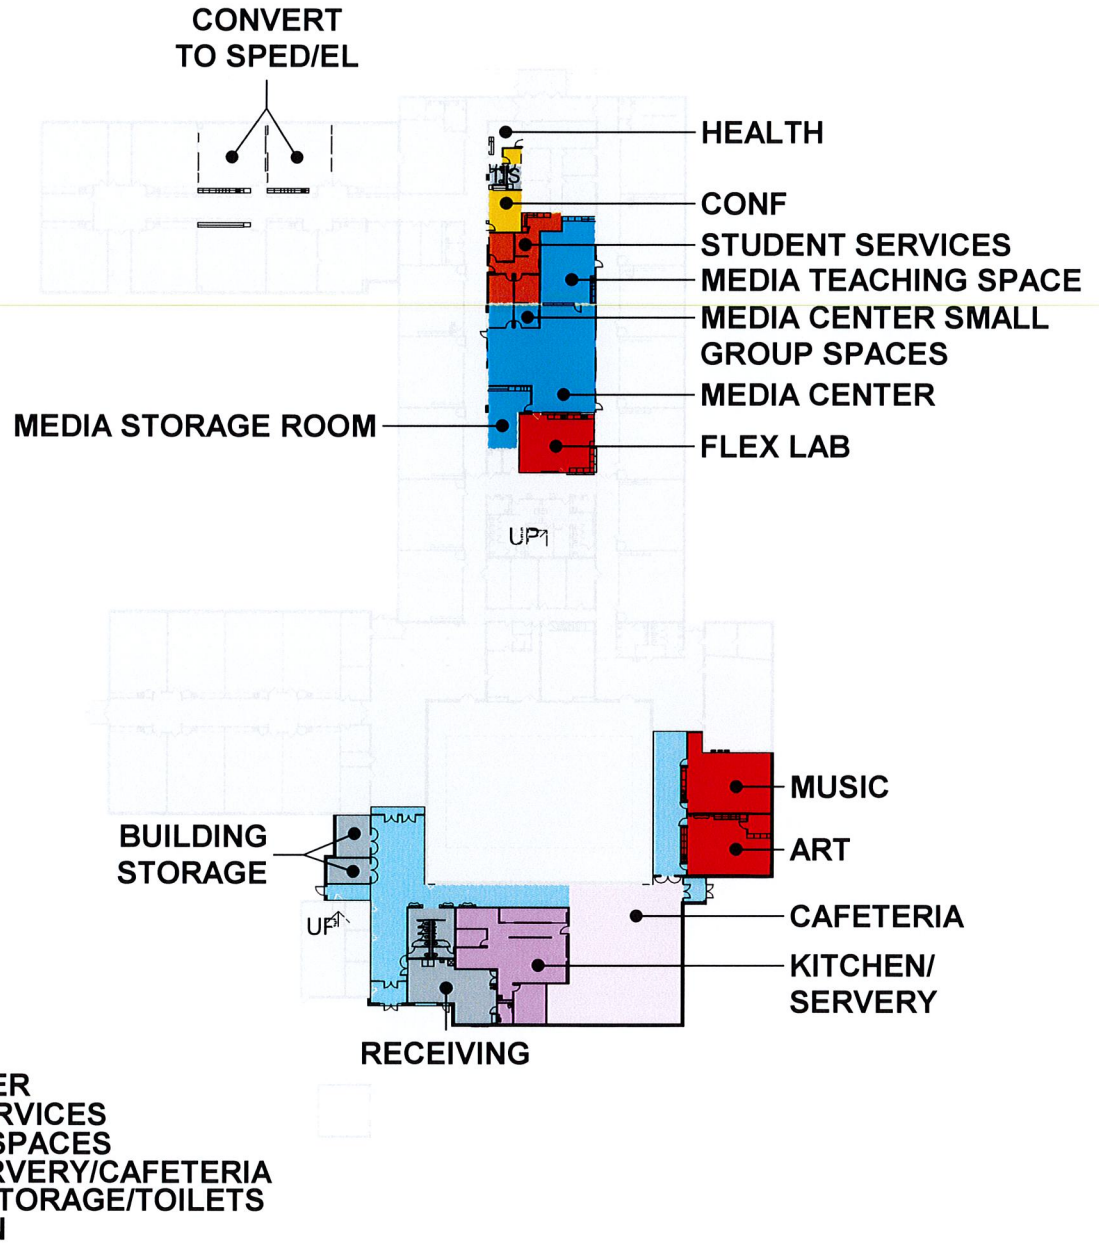 CONVERT
TO SPED/EL
HEALTH
CONF
STUDENT SERVICES
MEDIA TEACHING SPACE
MEDIA CENTER SMALL
GROUP SPACES
MEDIA CENTER
MEDIA STORAGE ROOM
FLEX LAB
UP
MUSIC
BUILDING
STORAGE
ART
CAFETERIA
UP
KITCHEN/
SERVERY
RECEIVING
ER
RVICES
SPACES
RVERY/CAFETERIA
TORAGE/TOILETS
N